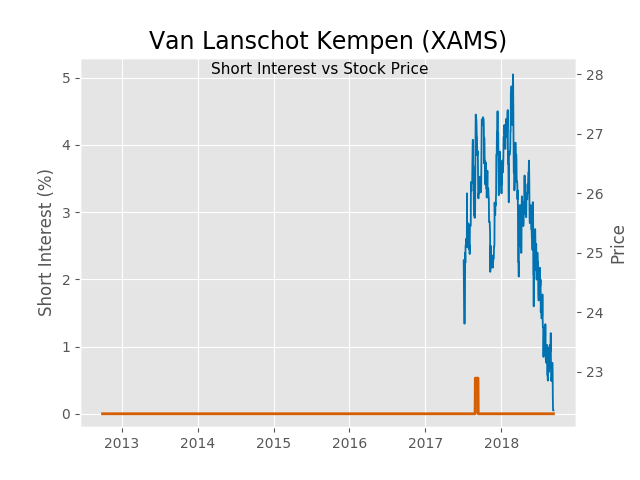 Van Lanschot Kempen (XAMS)
Short Interest vs Stock Price
Short Interest (%)
5
4
3
2
1
0
28
27
26
25
24
23
Price
2013 2014 2015 2016 2017 2018